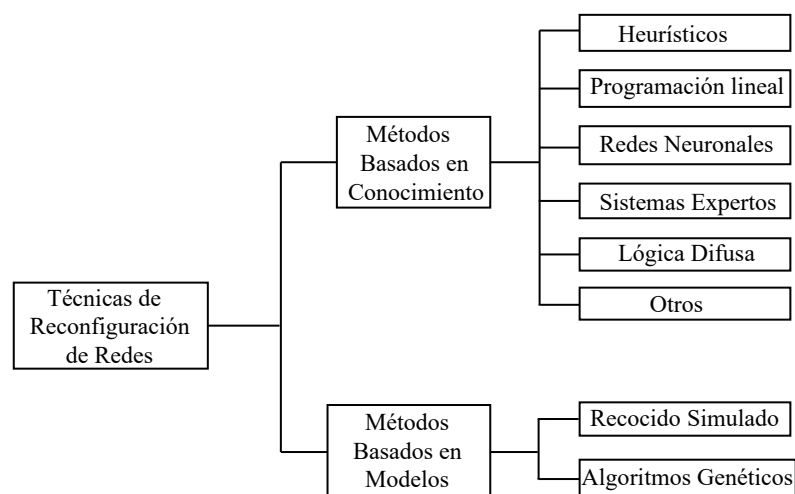 Técnicas de
Reconfiguración
de Redes
Métodos
Basados en
Conocimiento
Heurísticos
Programación lineal
Redes Neuronales
Sistemas Expertos
Lógica Difusa
Otros
Métodos
Basados en
Modelos
Recocido Simulado
Algoritmos Genéticos